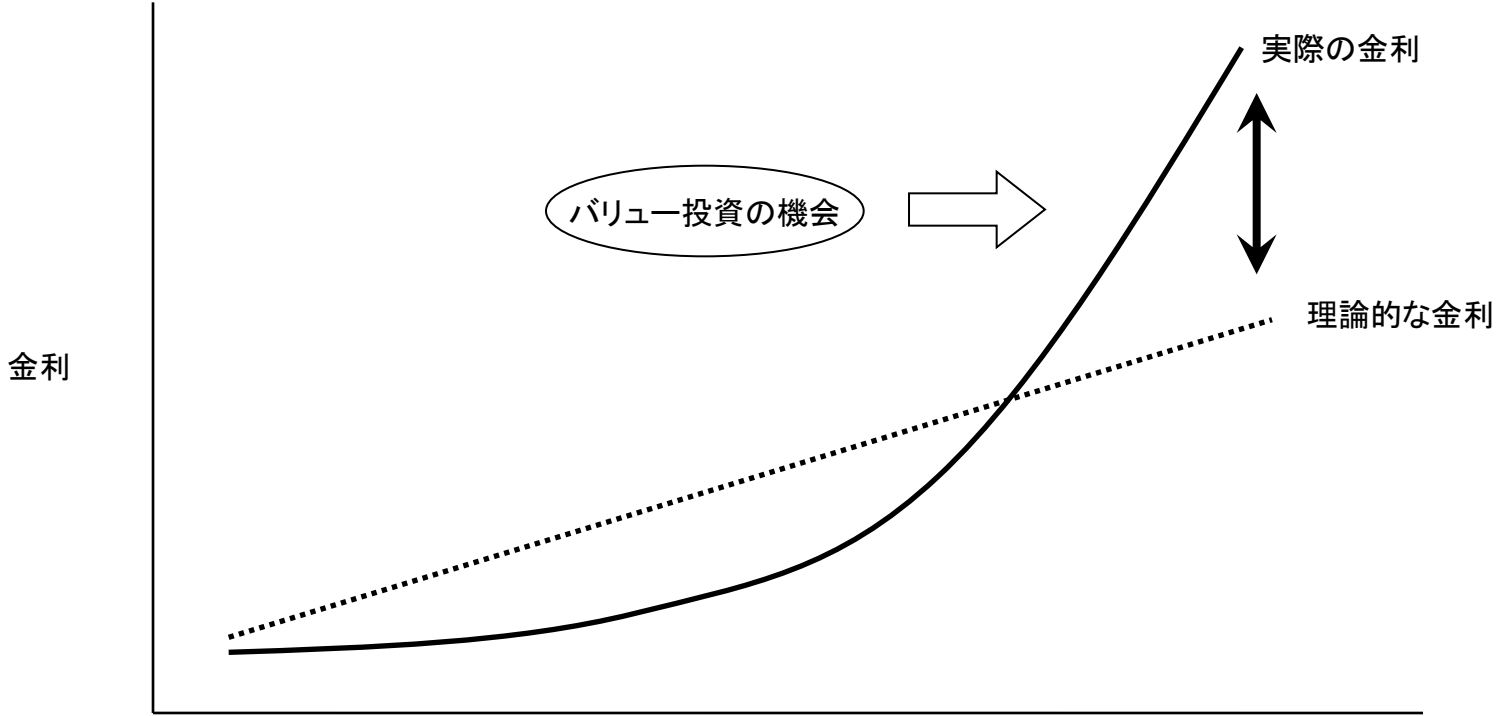 実際の金利
バリュー投資の機会
理論的な金利
金利